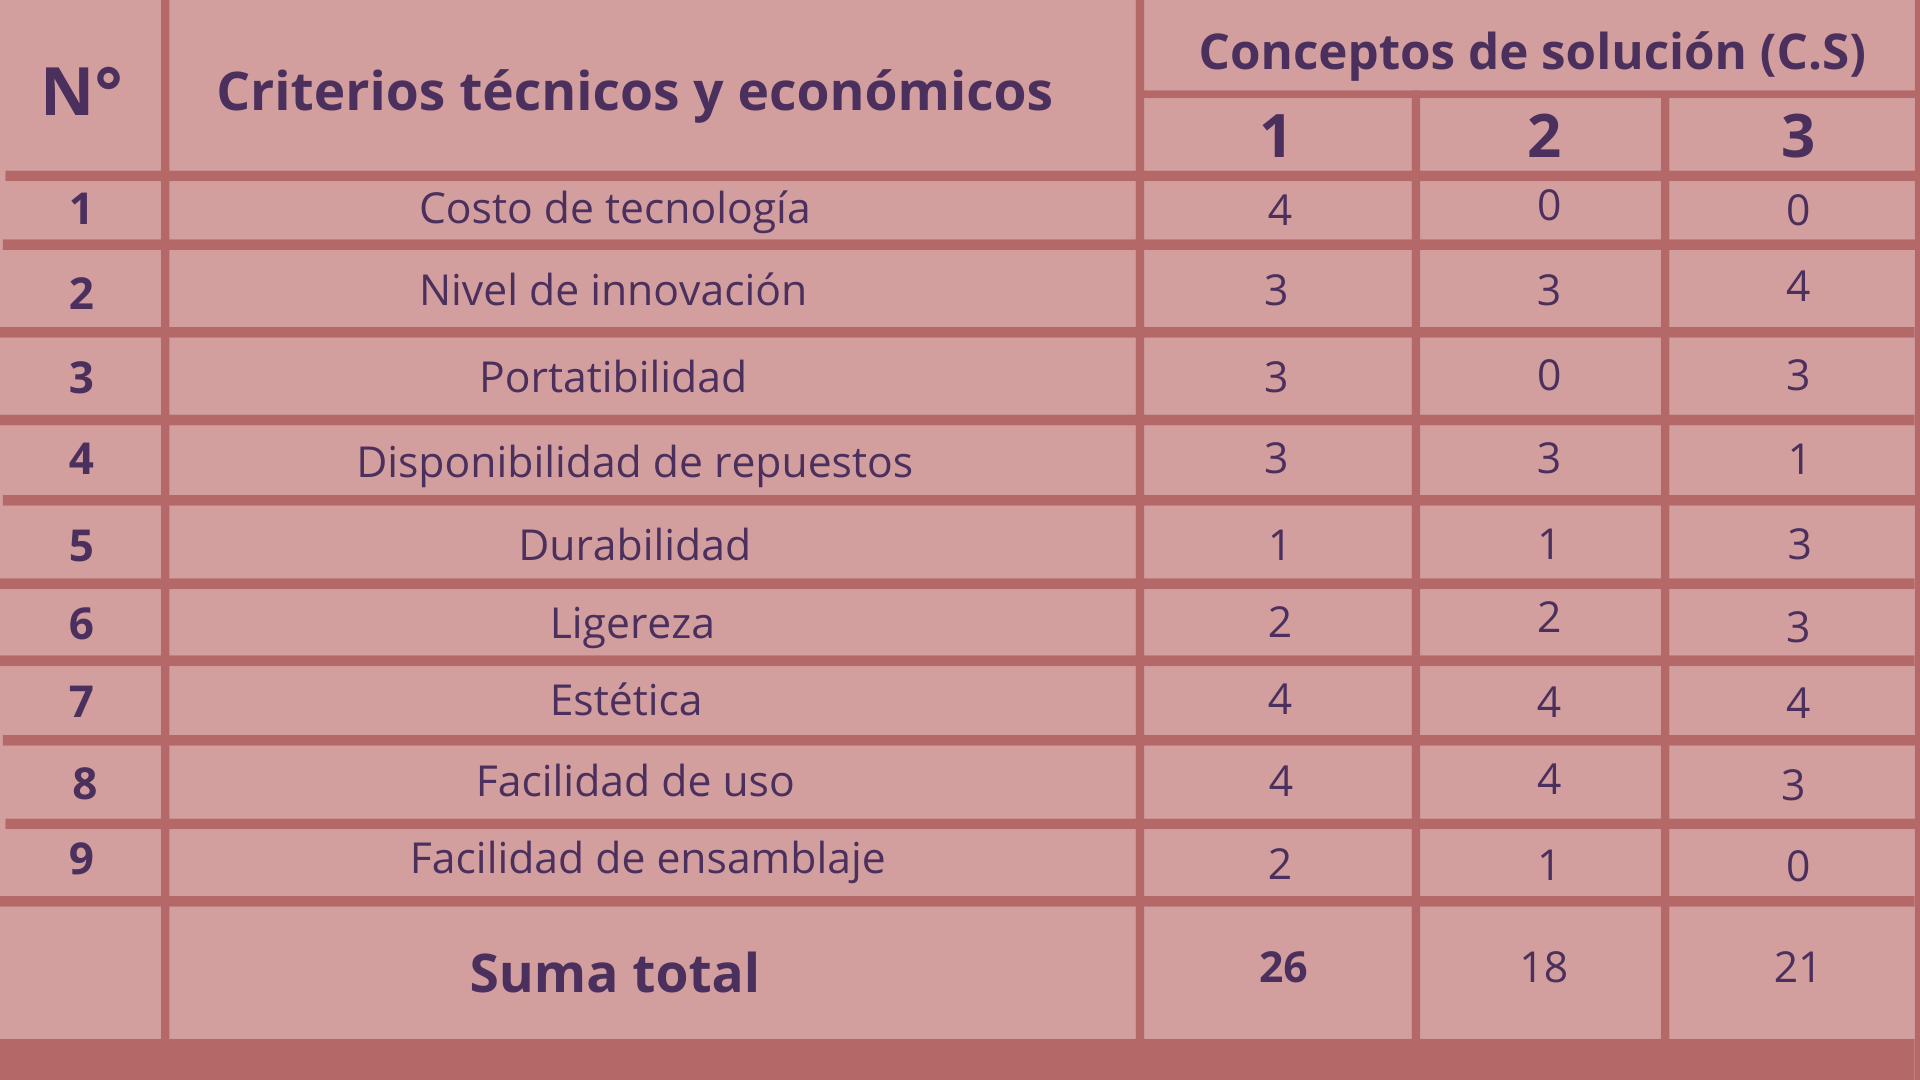 N° Criterios técnicos y económicos Conceptos de solución (C.S)
1 2 3
1 Costo de tecnología 4 0 0
2 Nivel de innovación 3 3 4
3 Portatibilidad 3 0 3
4 Disponibilidad de repuestos 3 3 1
5 Durabilidad 1 1 3
6 Ligereza 2 2 3
7 Estética 4 4 4
8 Facilidad de uso 4 4 3
9 Facilidad de ensamblaje 2 1 0
Suma total 26 18 21